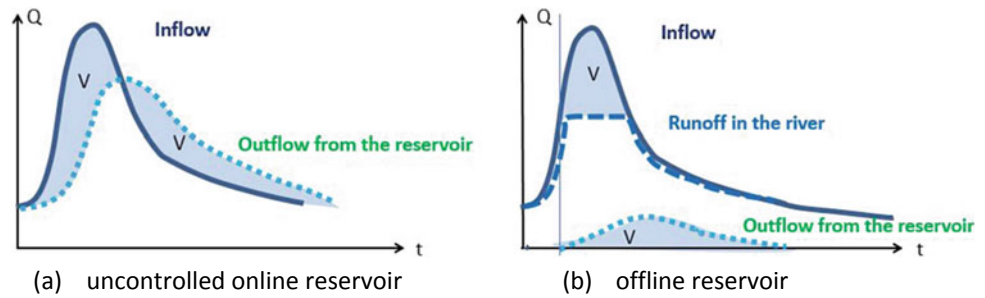 Q
Inflow
V
V
Outflow from the reservoir
t
(a) uncontrolled online reservoir
Q
Inflow
V
Runoff in the river
Outflow from the reservoir
V
t
(b) offline reservoir